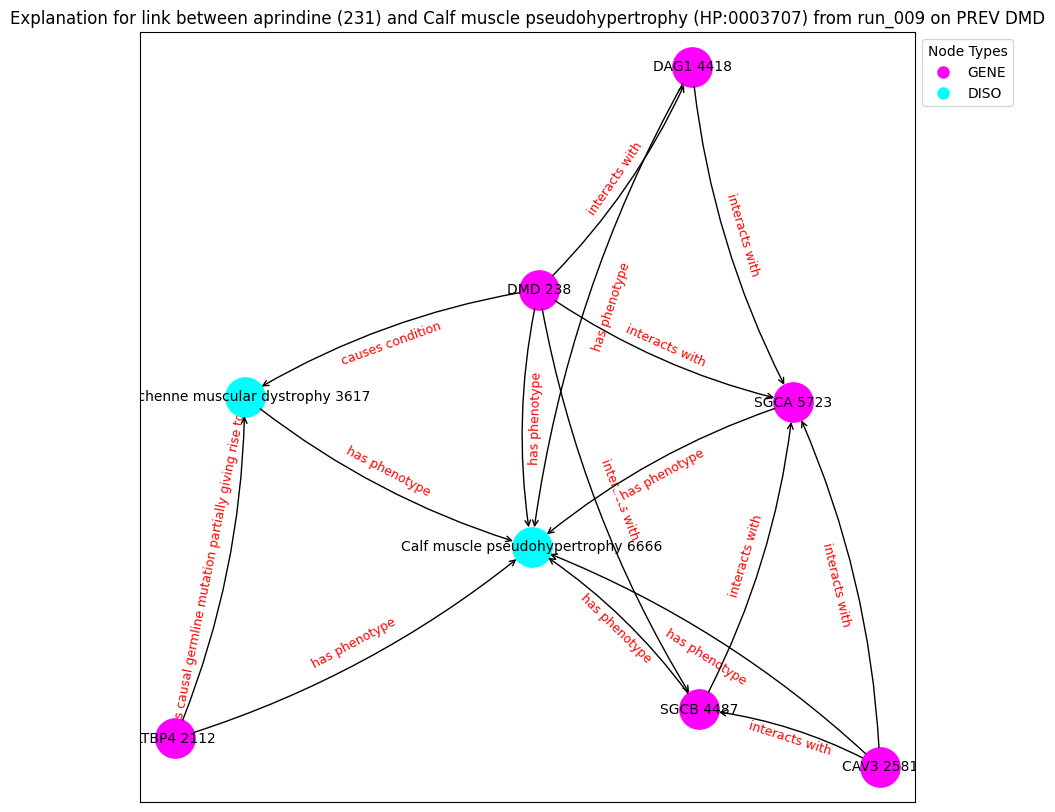 Explanation for link between aprindine (231) and Calf muscle pseudohypertrophy (HP:0003707) from run_009 on PREV DMD
Node Types
GENE
DISO
DAG1 4418
interacts with
interacts with
has phenotype
DMD 238
interacts with
causes condition
has phenotype
chenne muscular dystrophy 3617
SGCA 5723
has phenotype
has phenotype
with
s causal germline mutation partially giving rise to
Calf muscle pseudohypertrophy 6666
interacts with
interacts with
has phenotype
has phenotype
has phenotype
SGCB 4487
interacts with
TBP4 2112
CAV3 2581